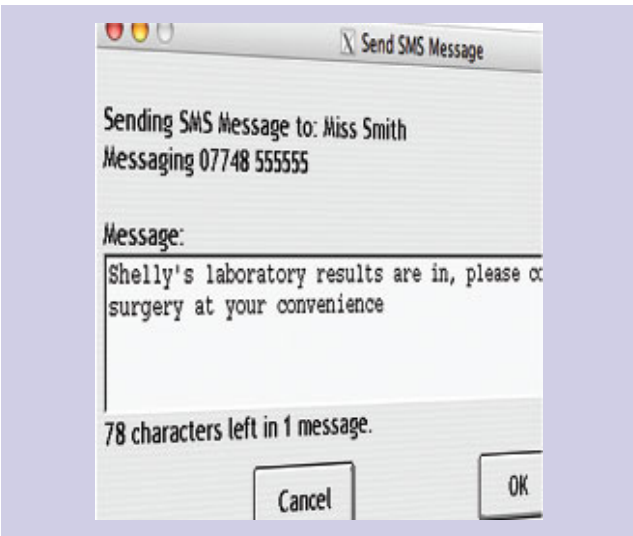 Send SMS Message
Sending SMS Message to: Miss Smith
Messaging 07748 555555
Message:
Shelly's laboratory results are in, please
surgery at your convenience
78 characters left in 1 message.
Cancel
OK